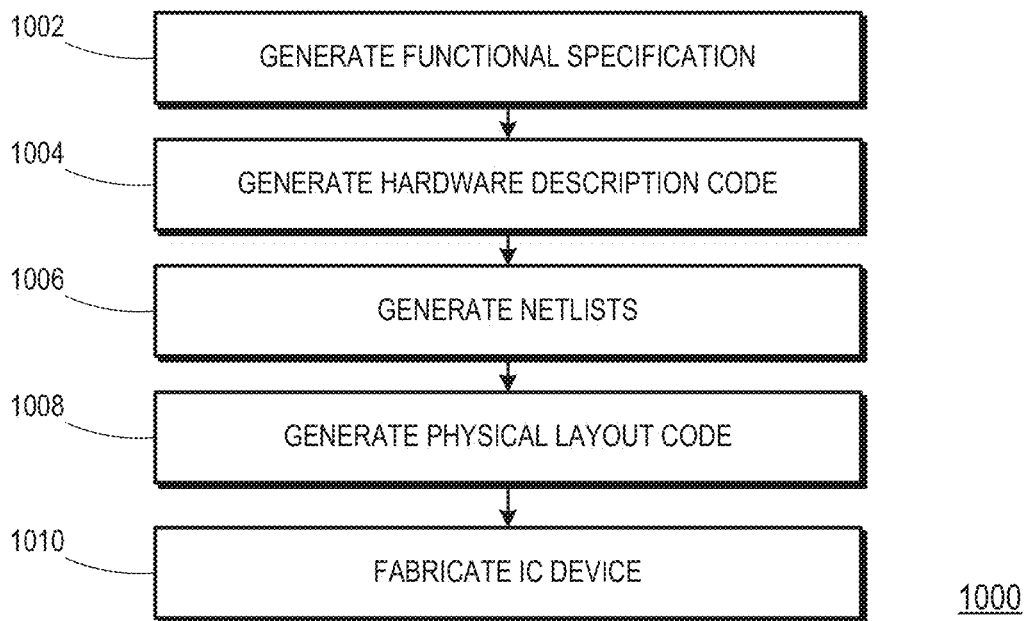 1002
GENERATE FUNCTIONAL SPECIFICATION
1004
GENERATE HARDWARE DESCRIPTION CODE
1006
GENERATE NETLISTS
1008
GENERATE PHYSICAL LAYOUT CODE
1010
FABRICATE IC DEVICE
1000